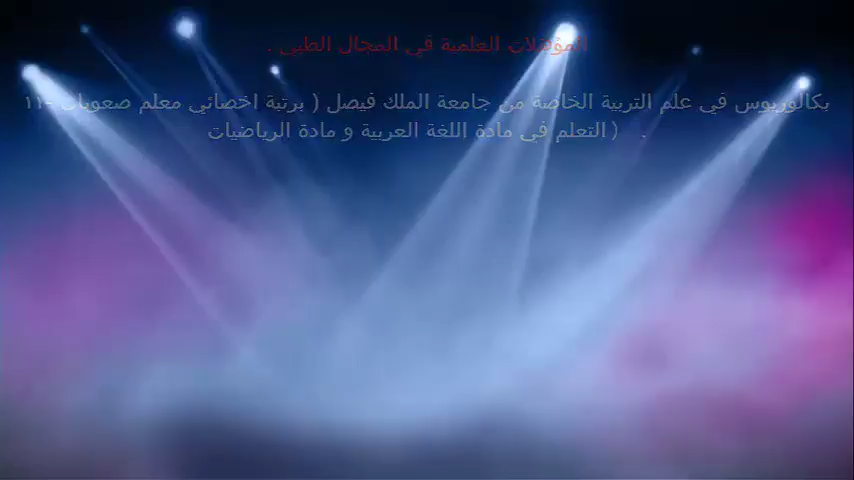 المؤهلات العلمية في المجال الطبي .
١١- بكالوريوس في علم التربية الخاصة من جامعة الملك فيصل ( برتبة اخصائي معلم صعوبات
التعلم في مادة اللغة العربية و مادة الرياضيات ) .